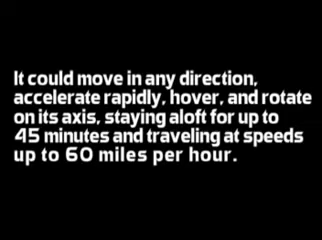 It could move in any direction,
accelerate rapidly, hover, and rotate
on its axis, staying aloft for up to
45 minutes and traveling at speeds
up to 60 miles per hour.